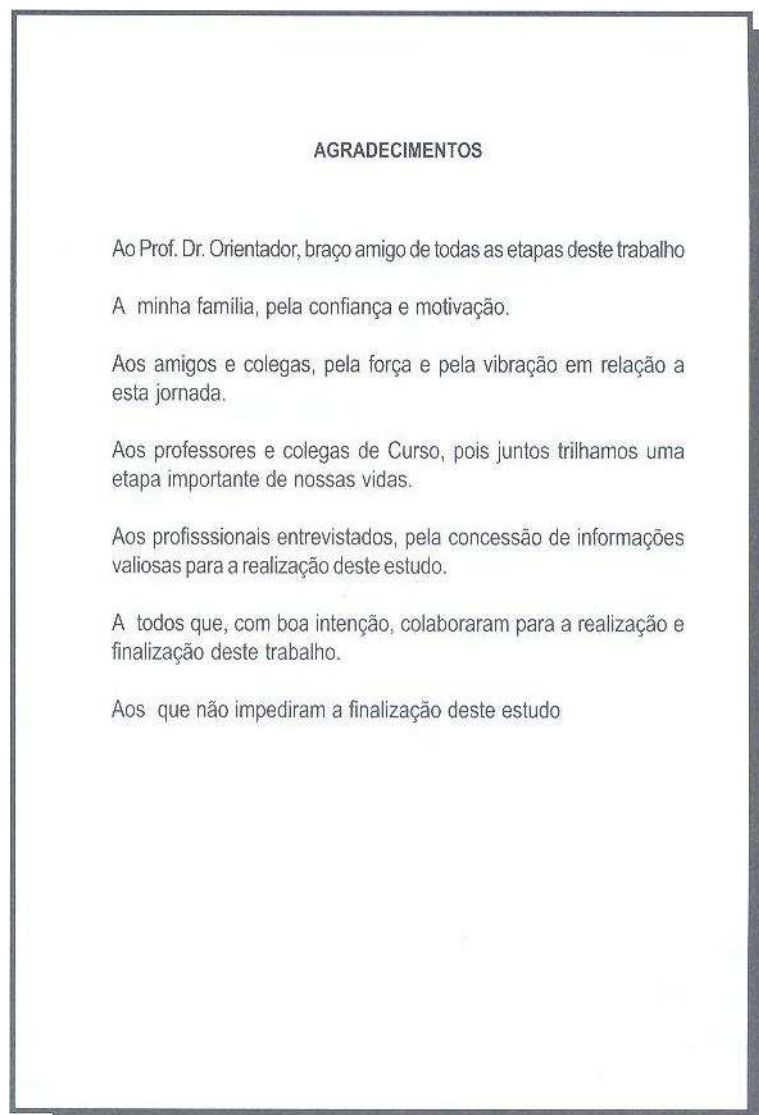 AGRADECIMENTOS
Ao Prof. Dr. Orientador, braço amigo de todas as etapas deste trabalho
A minha família, pela confiança e motivação.
Aos amigos e colegas, pela força e pela vibração em relação a
esta jornada.
Aos professores e colegas de Curso, pois juntos trilhamos uma
etapa importante de nossas vidas.
Aos profisssionais entrevistados, pela concessão de informações
valiosas para a realização deste estudo.
A todos que, com boa intenção, colaboraram para a realização e
finalização deste trabalho.
Aos que não impediram a finalização deste estudo